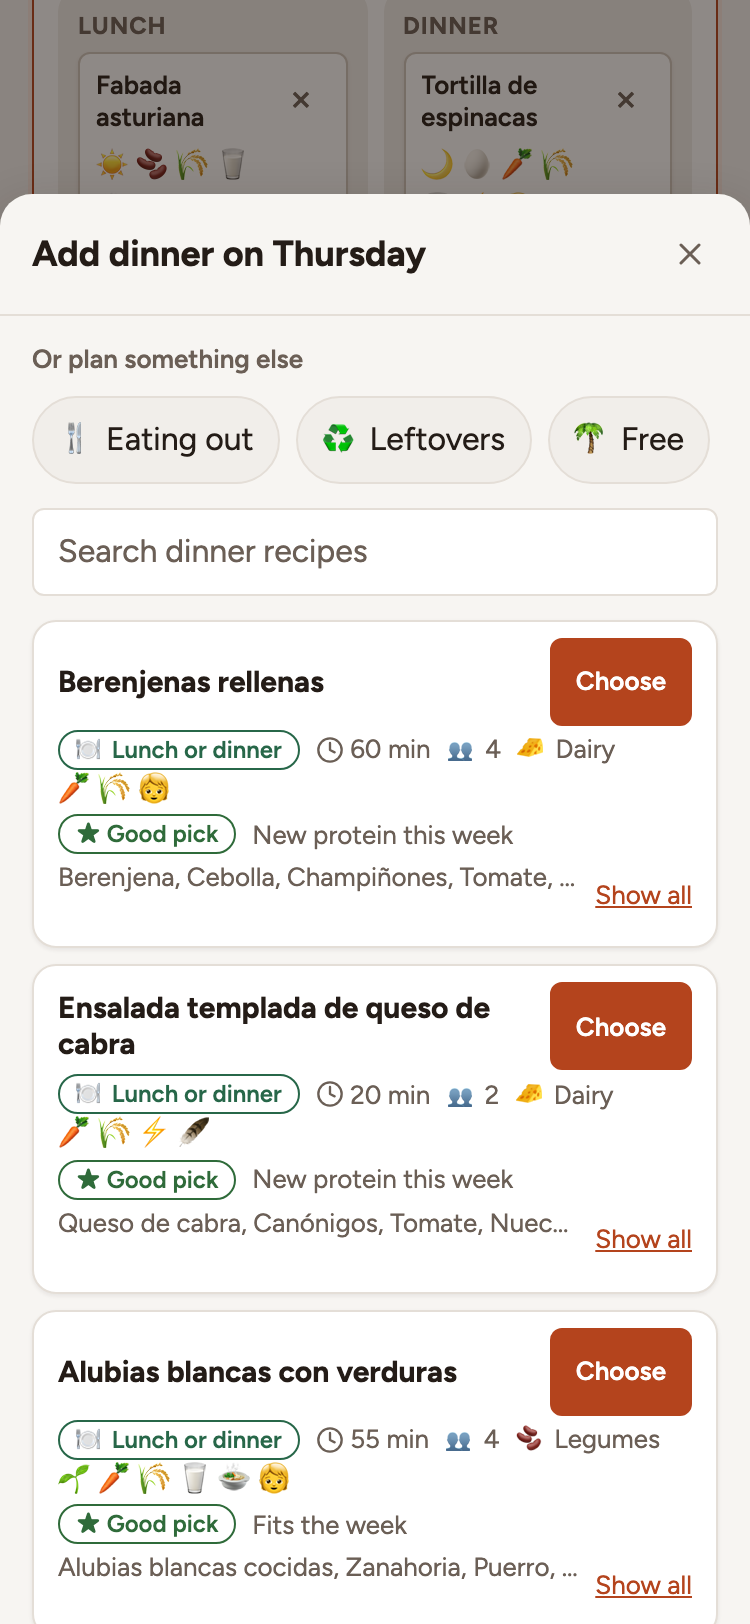 LUNCH
DINNER
Fabada
asturiana
Tortilla de
espinacas
Add dinner on Thursday
Or plan something else
Eating out
Leftovers
Free
Search dinner recipes
Berenjenas rellenas
Choose
Lunch or dinner 60 min 4 Dairy
Good pick New protein this week
Berenjena, Cebolla, Champiñones, Tomate, ...
Show all
Ensalada templada de queso de
cabra
Choose
Lunch or dinner 20 min 2 Dairy
Good pick New protein this week
Queso de cabra, Canónigos, Tomate, Nuec...
Show all
Alubias blancas con verduras
Choose
Lunch or dinner 55 min 4 Legumes
Good pick Fits the week
Alubias blancas cocidas, Zanahoria, Puerro, ...
Show all